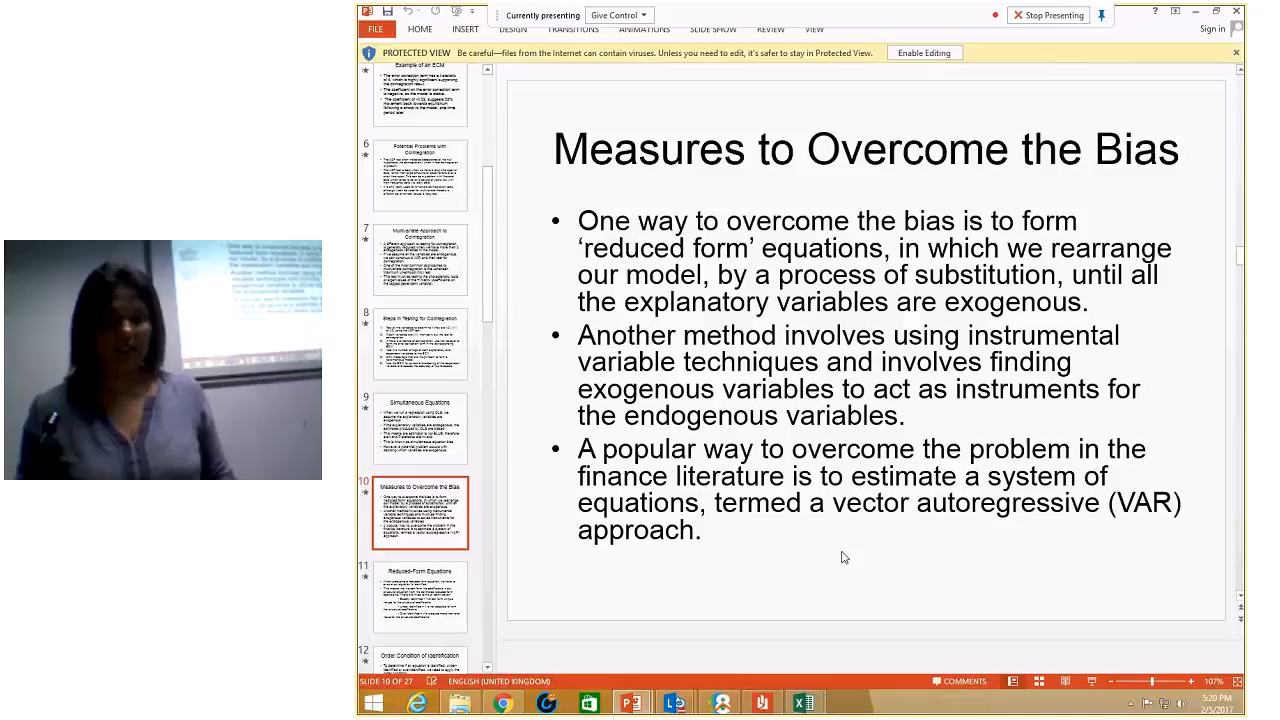 Currently presenting Give Control Stop Presenting
FILE HOME INSERT DESIGN TRANSITIONS ANIMATIONS SLIDE SHOW REVIEW VIEW Sign in
PROTECTED VIEW Be careful—files from the Internet can contain viruses. Unless you need to edit, it's safer to stay in Protected View. Enable Editing
Example of an ECM
6
Potential Problems with
Cointegration
7
Multivariate Approach to
Cointegration
8
Steps in Testing for Cointegration
9
Simultaneous Equations
10
Measures to Overcome the Bias
11
Reduced-Form Equations
12
Order Condition of Identification
Measures to Overcome the Bias
• One way to overcome the bias is to form
‘reduced form’ equations, in which we rearrange
our model, by a process of substitution, until all
the explanatory variables are exogenous.
• Another method involves using instrumental
variable techniques and involves finding
exogenous variables to act as instruments for
the endogenous variables.
• A popular way to overcome the problem in the
finance literature is to estimate a system of
equations, termed a vector autoregressive (VAR)
approach.
SLIDE 10 OF 27 ENGLISH (UNITED KINGDOM) COMMENTS 107%
5:20 PM
2/5/2017